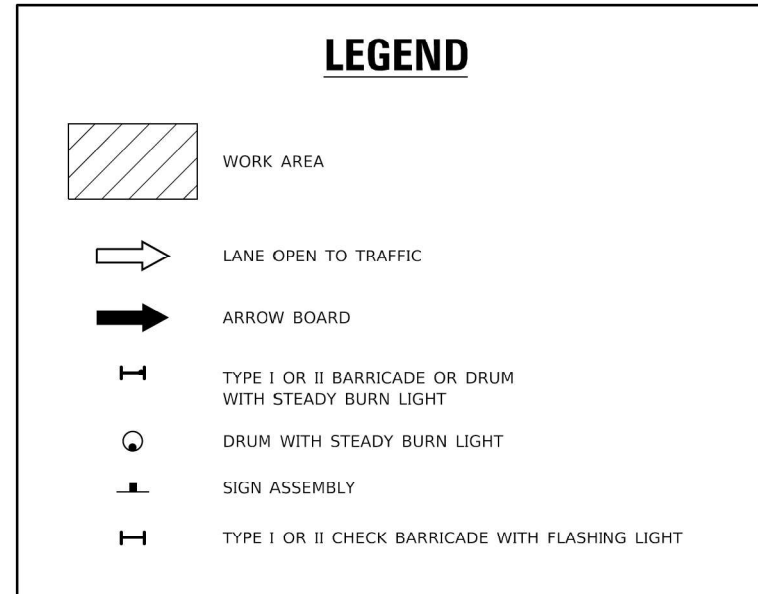 LEGEND
WORK AREA
LANE OPEN TO TRAFFIC
ARROW BOARD
TYPE I OR II BARRICADE OR DRUM
WITH STEADY BURN LIGHT
DRUM WITH STEADY BURN LIGHT
SIGN ASSEMBLY
TYPE I OR II CHECK BARRICADE WITH FLASHING LIGHT